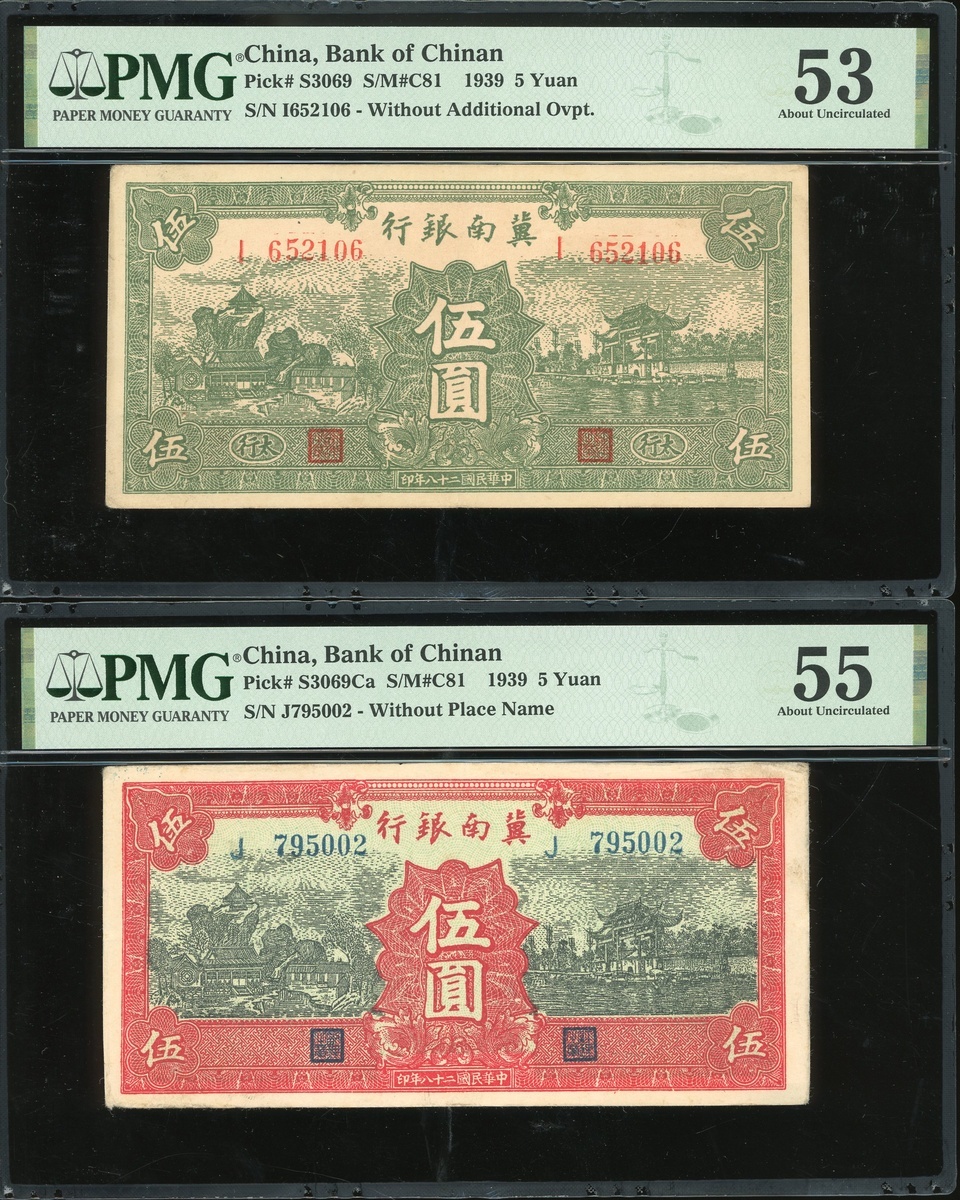 PMG®
PAPER MONEY GUARANTY
China, Bank of Chinan
Pick# S3069 S/M#C81 1939 5 Yuan
S/N I652106 - Without Additional Ovpt.
53
About Uncirculated
伍
行銀南冀
伍
I 652106
I 652106
伍
圓
伍
行太
行太
伍
印年八十二國民華中
PMG®
PAPER MONEY GUARANTY
China, Bank of Chinan
Pick# S3069Ca S/M#C81 1939 5 Yuan
S/N J795002 - Without Place Name
55
About Uncirculated
伍
行銀南冀
伍
J 795002
J 795002
伍
圓
伍
伍
印年八十二國民華中